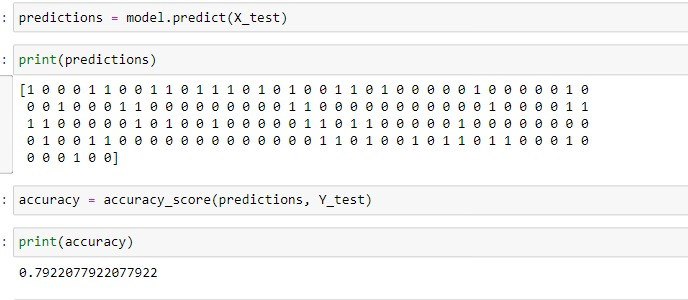 : predictions = model.predict(X_test)
: print(predictions)
[1 0 0 0 1 1 0 0 1 1 0 1 1 1 0 1 0 1 0 0 1 1 0 1 0 0 0 0 0 1 0 0 0 0 0 1 0
0 0 1 0 0 0 1 1 0 0 0 0 0 0 0 0 0 1 1 0 0 0 0 0 0 0 0 0 0 0 1 0 0 0 0 1 1
1 1 0 0 0 0 0 1 0 1 0 0 1 0 0 0 0 0 1 1 0 1 1 0 0 0 0 0 1 0 0 0 0 0 0 0 0
0 1 0 0 1 1 0 0 0 0 0 0 0 0 0 0 0 0 0 1 1 0 1 0 0 1 0 1 1 0 1 1 0 0 0 1 0
0 0 0 1 0 0]
: accuracy = accuracy_score(predictions, Y_test)
: print(accuracy)
0.7922077922077922